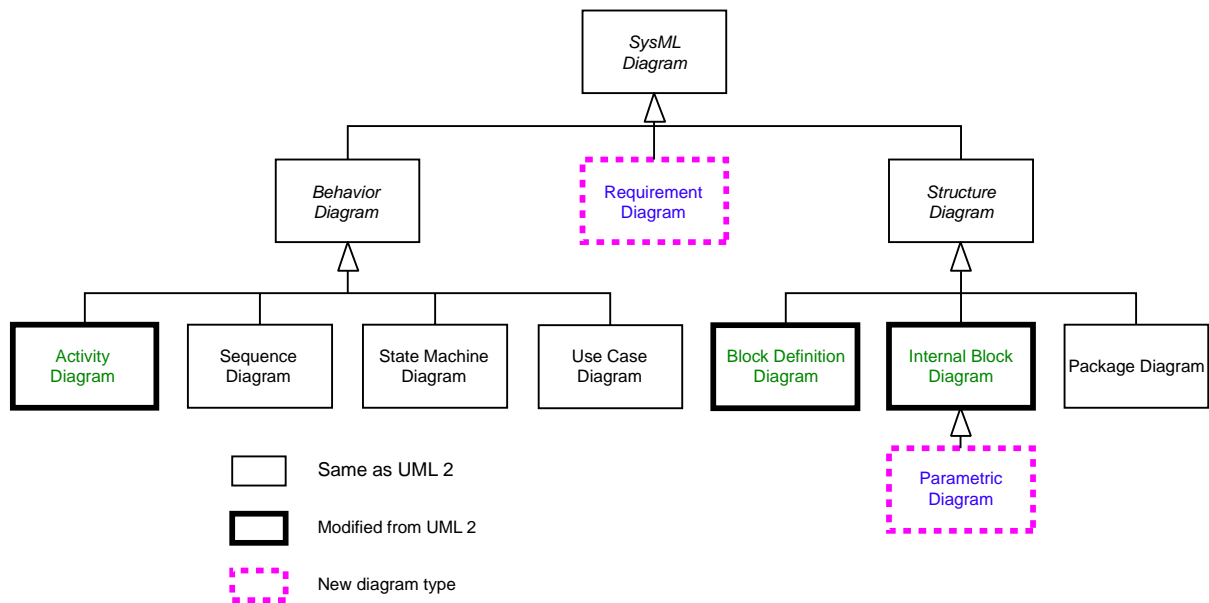 SysML
Diagram
Behavior
Diagram
Requirement
Diagram
Structure
Diagram
Activity
Diagram
Sequence
Diagram
State Machine
Diagram
Use Case
Diagram
Block Definition
Diagram
Internal Block
Diagram
Package Diagram
Parametric
Diagram
Same as UML 2
Modified from UML 2
New diagram type